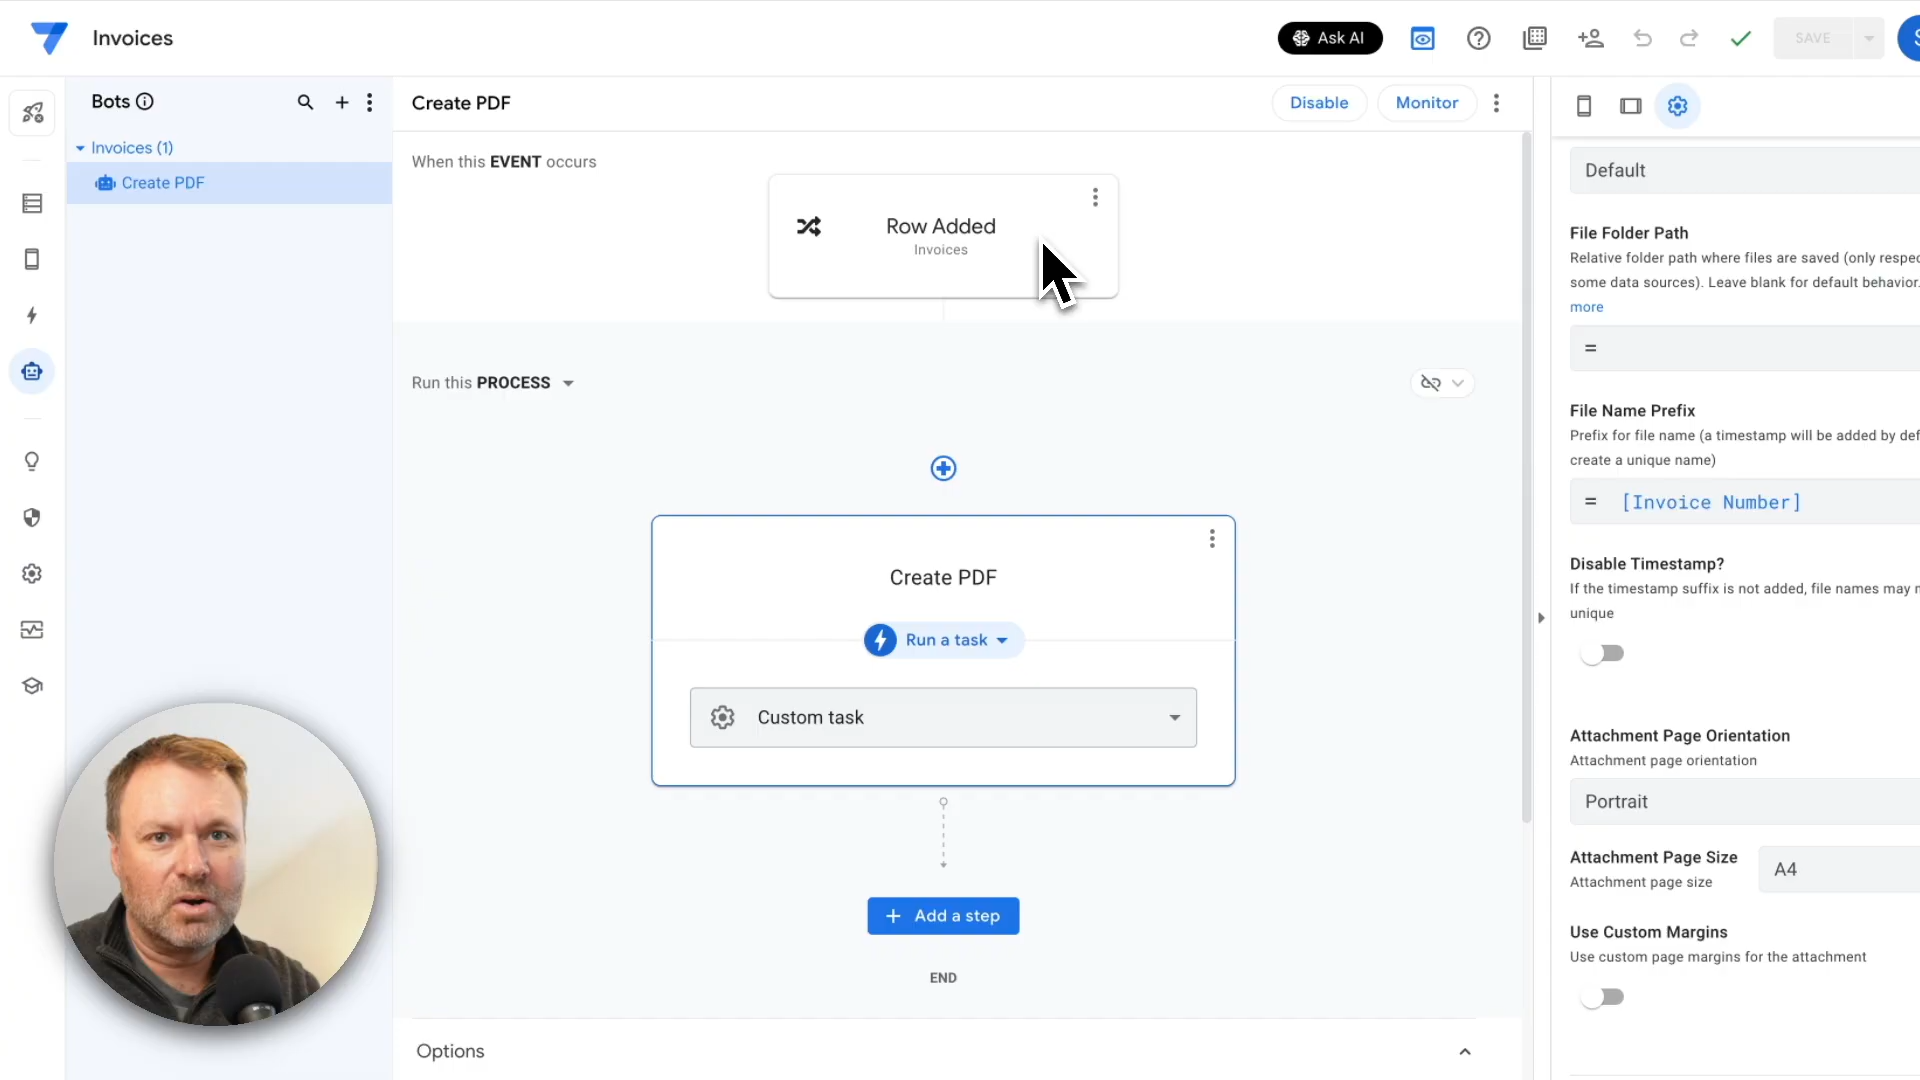 Invoices
Ask AI
SAVE
Bots
Invoices (1)
Create PDF
Create PDF
Disable
Monitor
When this EVENT occurs
Row Added
Invoices
Run this PROCESS
Create PDF
Run a task
Custom task
Add a step
END
Options
Default
File Folder Path
Relative folder path where files are saved (only respec
some data sources). Leave blank for default behavior.
more
=
File Name Prefix
Prefix for file name (a timestamp will be added by def
create a unique name)
= [Invoice Number]
Disable Timestamp?
If the timestamp suffix is not added, file names may n
unique
Attachment Page Orientation
Attachment page orientation
Portrait
Attachment Page Size
Attachment page size
A4
Use Custom Margins
Use custom page margins for the attachment